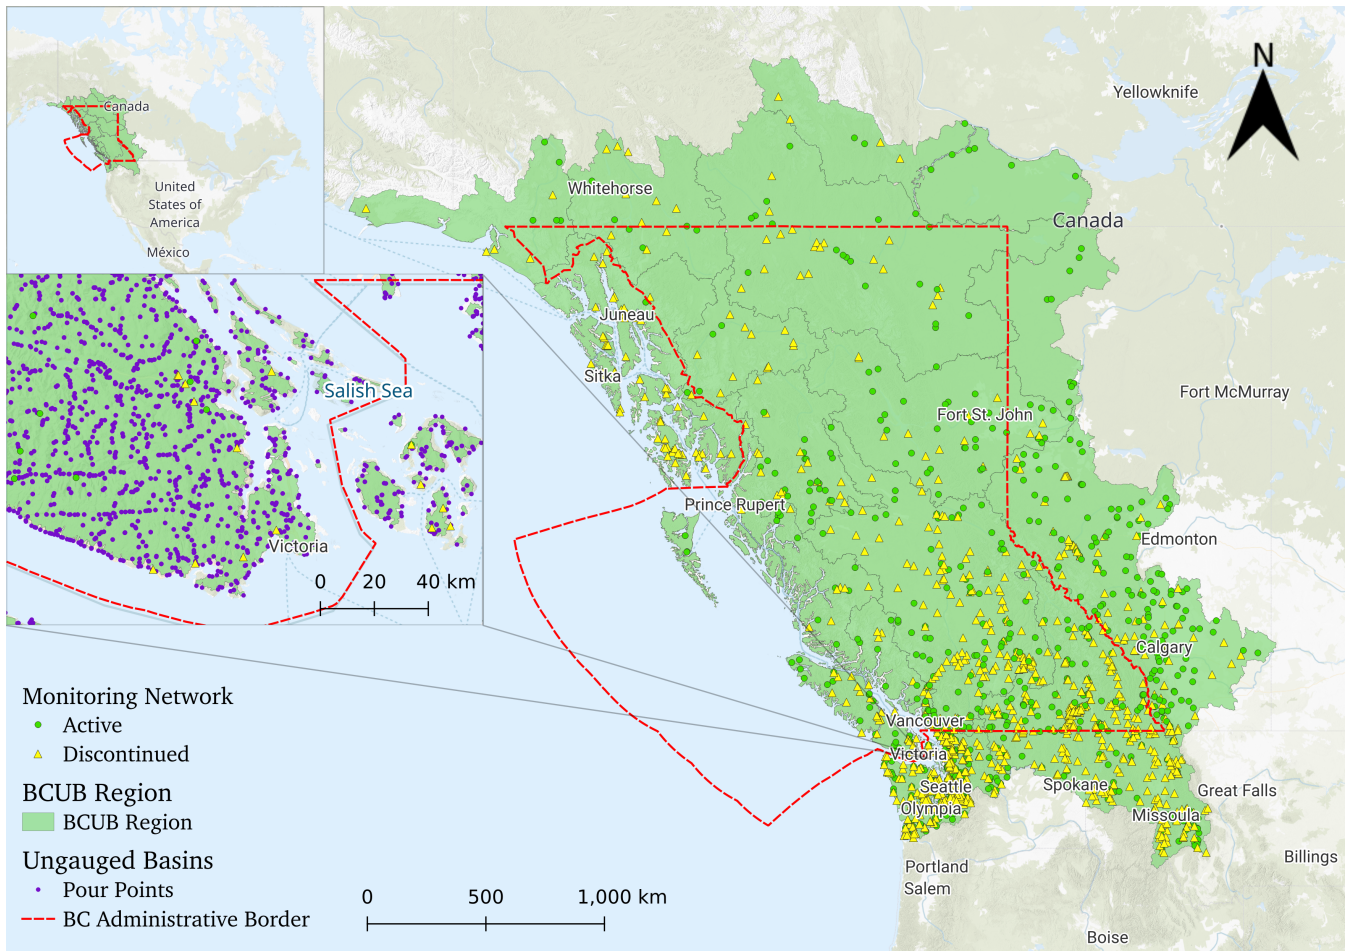 Canada
United
States of
America
México
N
Yellowknife
Whitehorse
Canada
Juneau
Sitka
Fort McMurray
Fort St. John
Prince Rupert
Edmonton
Calgary
Salish Sea
Victoria
0 20 40 km
Vancouver
Victoria
Seattle
Olympia
Spokane
Great Falls
Missoula
Portland
Salem
Billings
Boise
Monitoring Network
Active
Discontinued
BCUB Region
BCUB Region
Ungauged Basins
Pour Points
BC Administrative Border
0 500 1,000 km